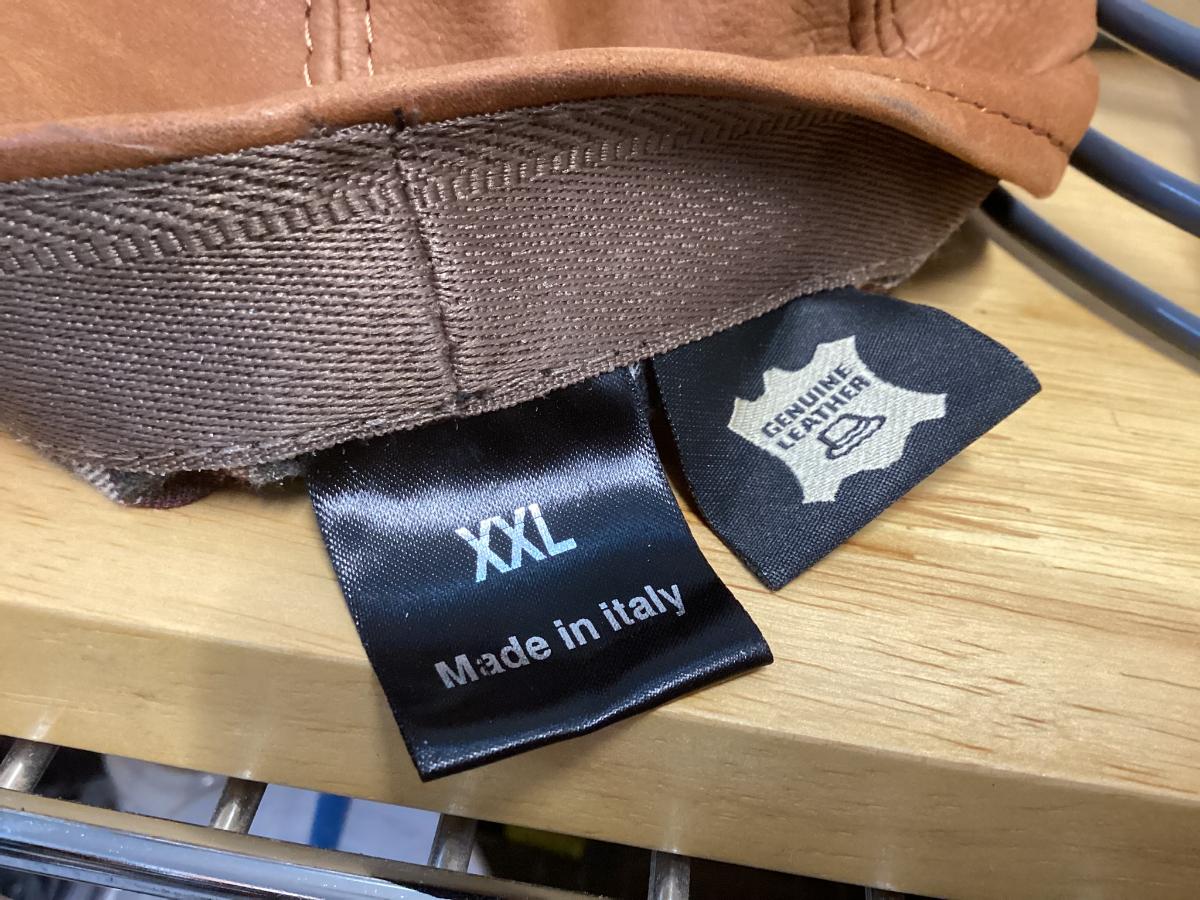 XXL
Made in italy
GENUINE
LEATHER